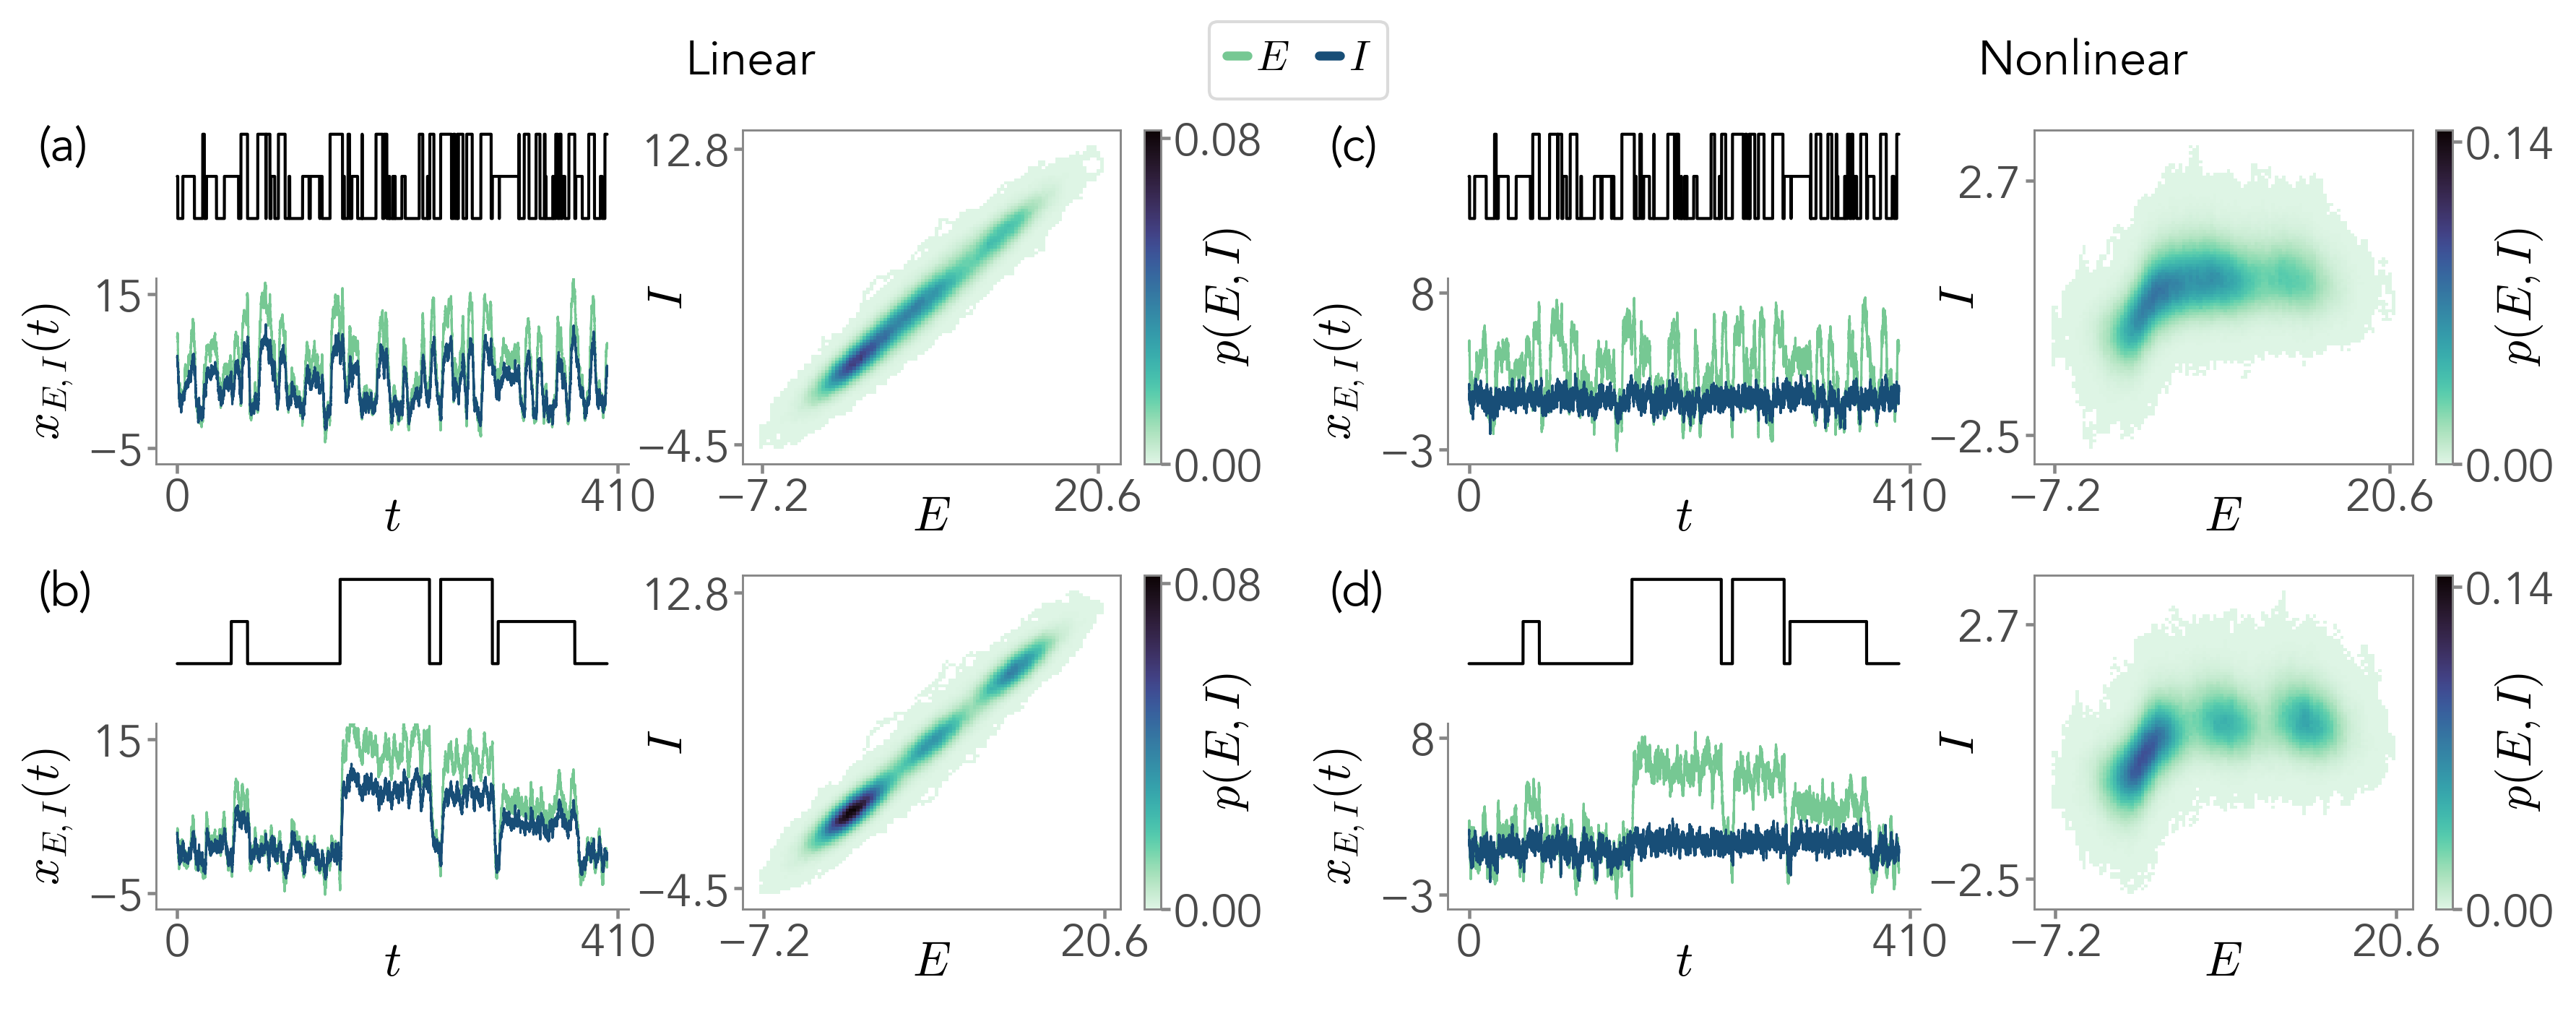 Linear
E I
Nonlinear
(a)
15
−5
x_{E,I}(t)
0
410
t
12.8
−4.5
I
−7.2
20.6
E
0.08
0.00
p(E, I)
(c)
8
−3
x_{E,I}(t)
0
410
t
2.7
−2.5
I
−7.2
20.6
E
0.14
0.00
p(E, I)
(b)
15
−5
x_{E,I}(t)
0
410
t
12.8
−4.5
I
−7.2
20.6
E
0.08
0.00
p(E, I)
(d)
8
−3
x_{E,I}(t)
0
410
t
2.7
−2.5
I
−7.2
20.6
E
0.14
0.00
p(E, I)